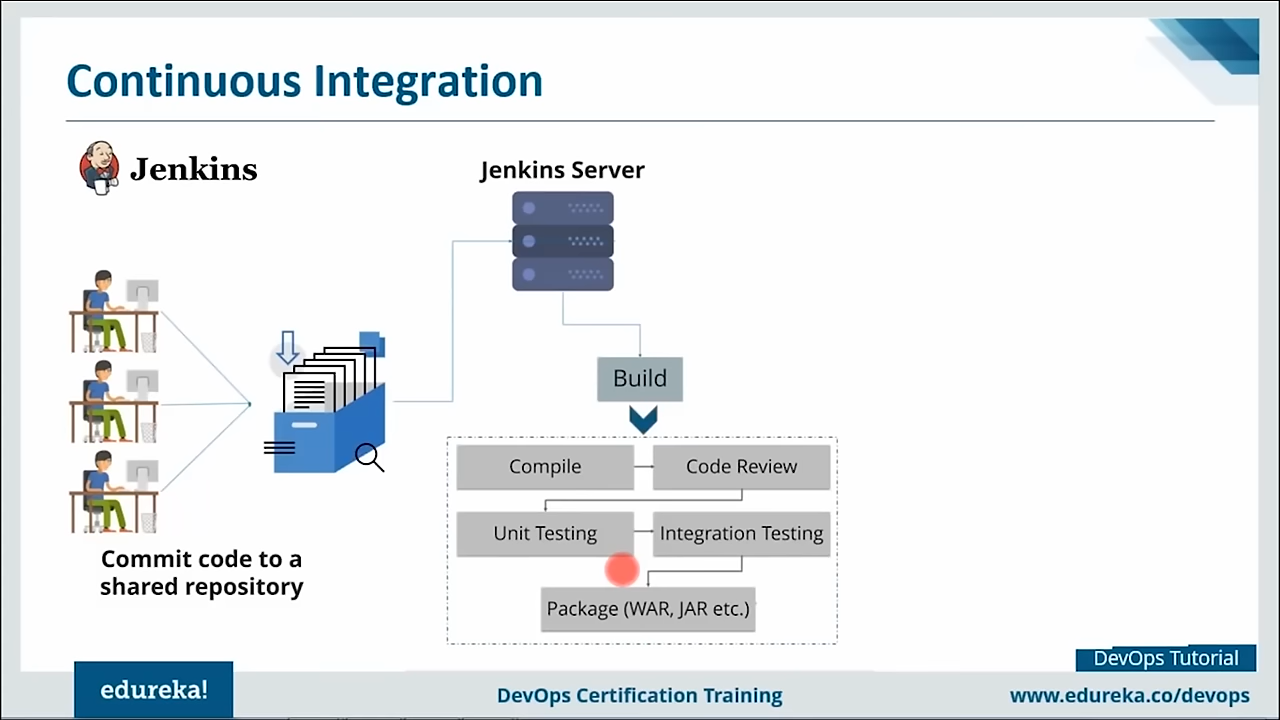 Continuous Integration
Jenkins
Jenkins Server
Build
Compile
Code Review
Unit Testing
Integration Testing
Package (WAR, JAR etc.)
Commit code to a
shared repository
DevOps Tutorial
edureka!
DevOps Certification Training
www.edureka.co/devops